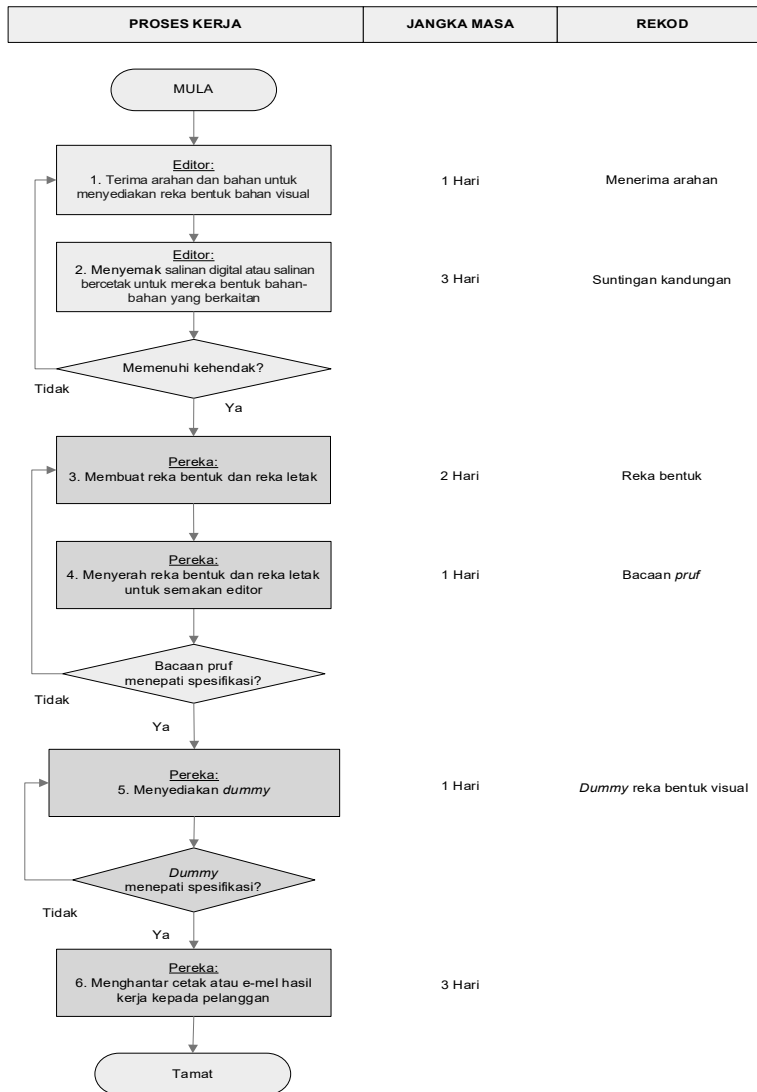 PROSES KERJA
JANGKA MASA
REKOD
MULA
Editor:
1. Terima arahan dan bahan untuk
menyediakan reka bentuk bahan visual
1 Hari
Menerima arahan
Editor:
2. Menyemak salinan digital atau salinan
bercetak untuk mereka bentuk bahan-
bahan yang berkaitan
3 Hari
Suntingan kandungan
Memenuhi kehendak?
Tidak
Ya
Pereka:
3. Membuat reka bentuk dan reka letak
2 Hari
Reka bentuk
Pereka:
4. Menyerah reka bentuk dan reka letak
untuk semakan editor
1 Hari
Bacaan pruf
Bacaan pruf
menepati spesifikasi?
Tidak
Ya
Pereka:
5. Menyediakan dummy
1 Hari
Dummy reka bentuk visual
Dummy
menepati spesifikasi?
Tidak
Ya
Pereka:
6. Menghantar cetak atau e-mel hasil
kerja kepada pelanggan
3 Hari
Tamat